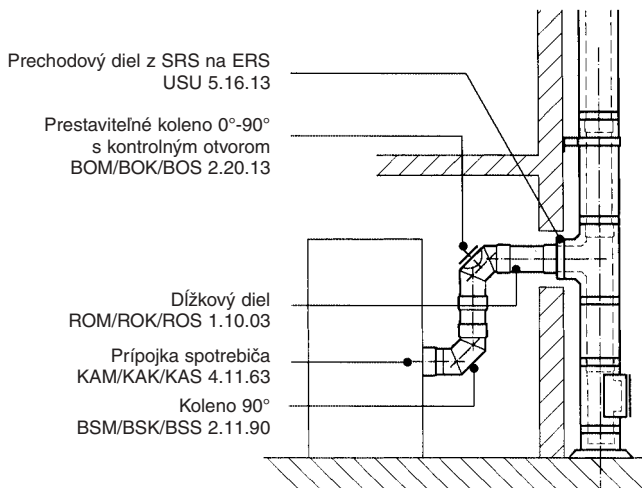 Prechodový diel z SRS na ERS
USU 5.16.13
Prestaviteľné koleno 0°-90°
s kontrolným otvorom
BOM/BOK/BOS 2.20.13
Dĺžkový diel
ROM/ROK/ROS 1.10.03
Prípojka spotrebiča
KAM/KAK/KAS 4.11.63
Koleno 90°
BSM/BSK/BSS 2.11.90